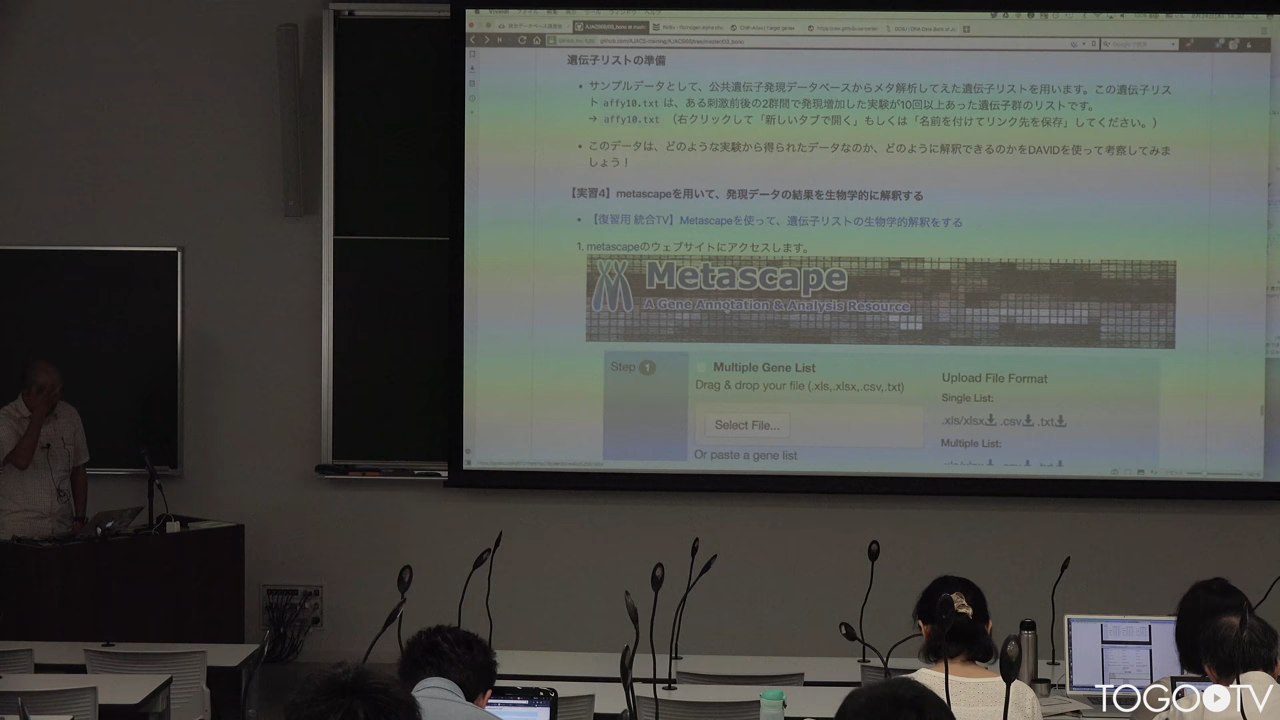 遺伝子リストの準備
• サンプルデータとして、公共遺伝子発現データベースからメタ解析してえた遺伝子リストを用います。この遺伝子リス
ト affy10.txt は、ある刺激前後の2群間で発現増加した実験が10回以上あった遺伝子群のリストです。
→ affy10.txt （右クリックして「新しいタブで開く」もしくは「名前を付けてリンク先を保存」してください。）
• このデータは、どのような実験から得られたデータなのか、どのように解釈できるのかをDAVIDを使って考察してみま
しょう！
【実習4】metascapeを用いて、発現データの結果を生物学的に解釈する
• 【復習用 統合TV】Metascapeを使って、遺伝子リストの生物学的解釈をする
1. metascapeのウェブサイトにアクセスします。
Metascape
A Gene Annotation & Analysis Resource
Step 1
Multiple Gene List
Drag & drop your file (.xls,.xlsx,.csv,.txt)
Select File...
Or paste a gene list
Upload File Format
Single List:
.xls/xlsx .csv .txt
Multiple List:
TOGOTV